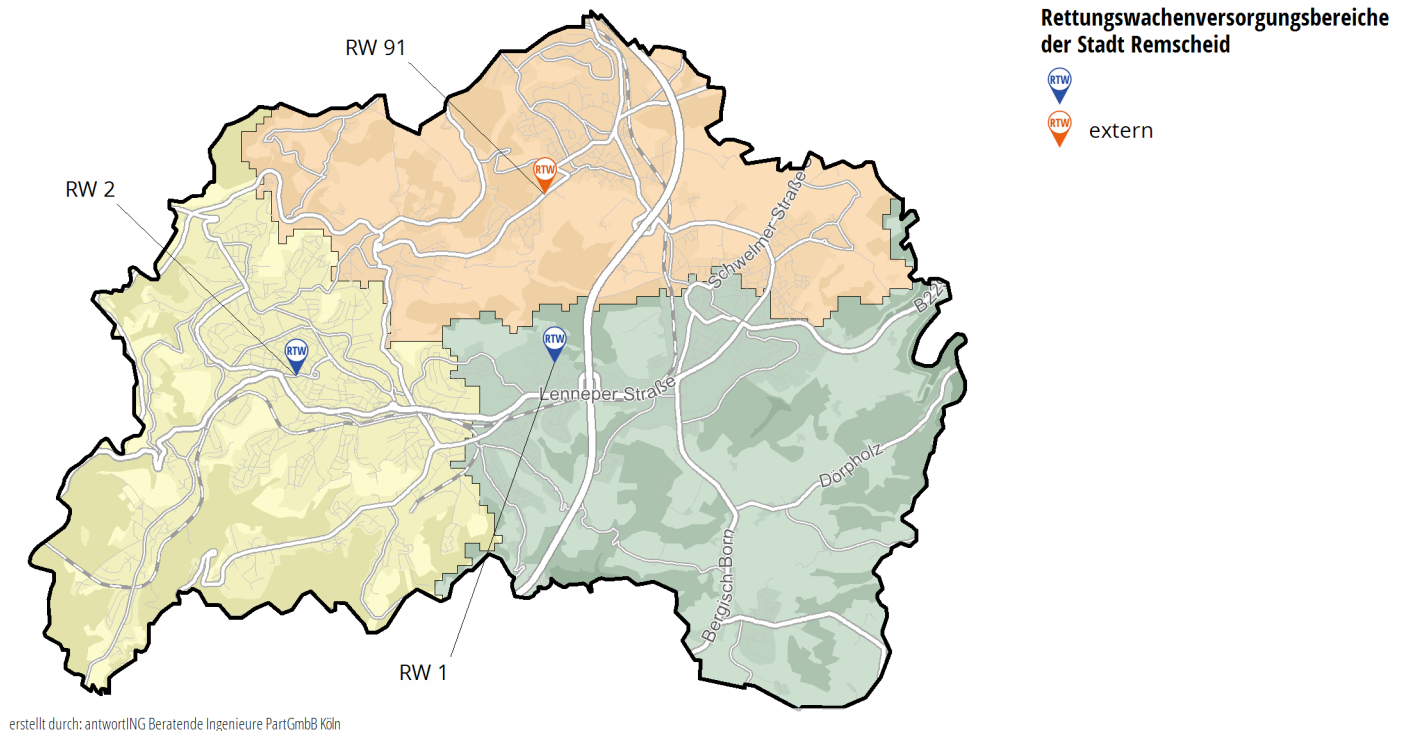 Rettungswachenversorgungsbereiche
der Stadt Remscheid
RTW
RTW
extern
RW 91
RW 2
RTW
RTW
RTW
Schwelmer Straße
B22
Lenneper Straße
Dörpholz
Bergisch Born
RW 1
erstellt durch: antwortING Beratende Ingenieure PartGmbB Köln